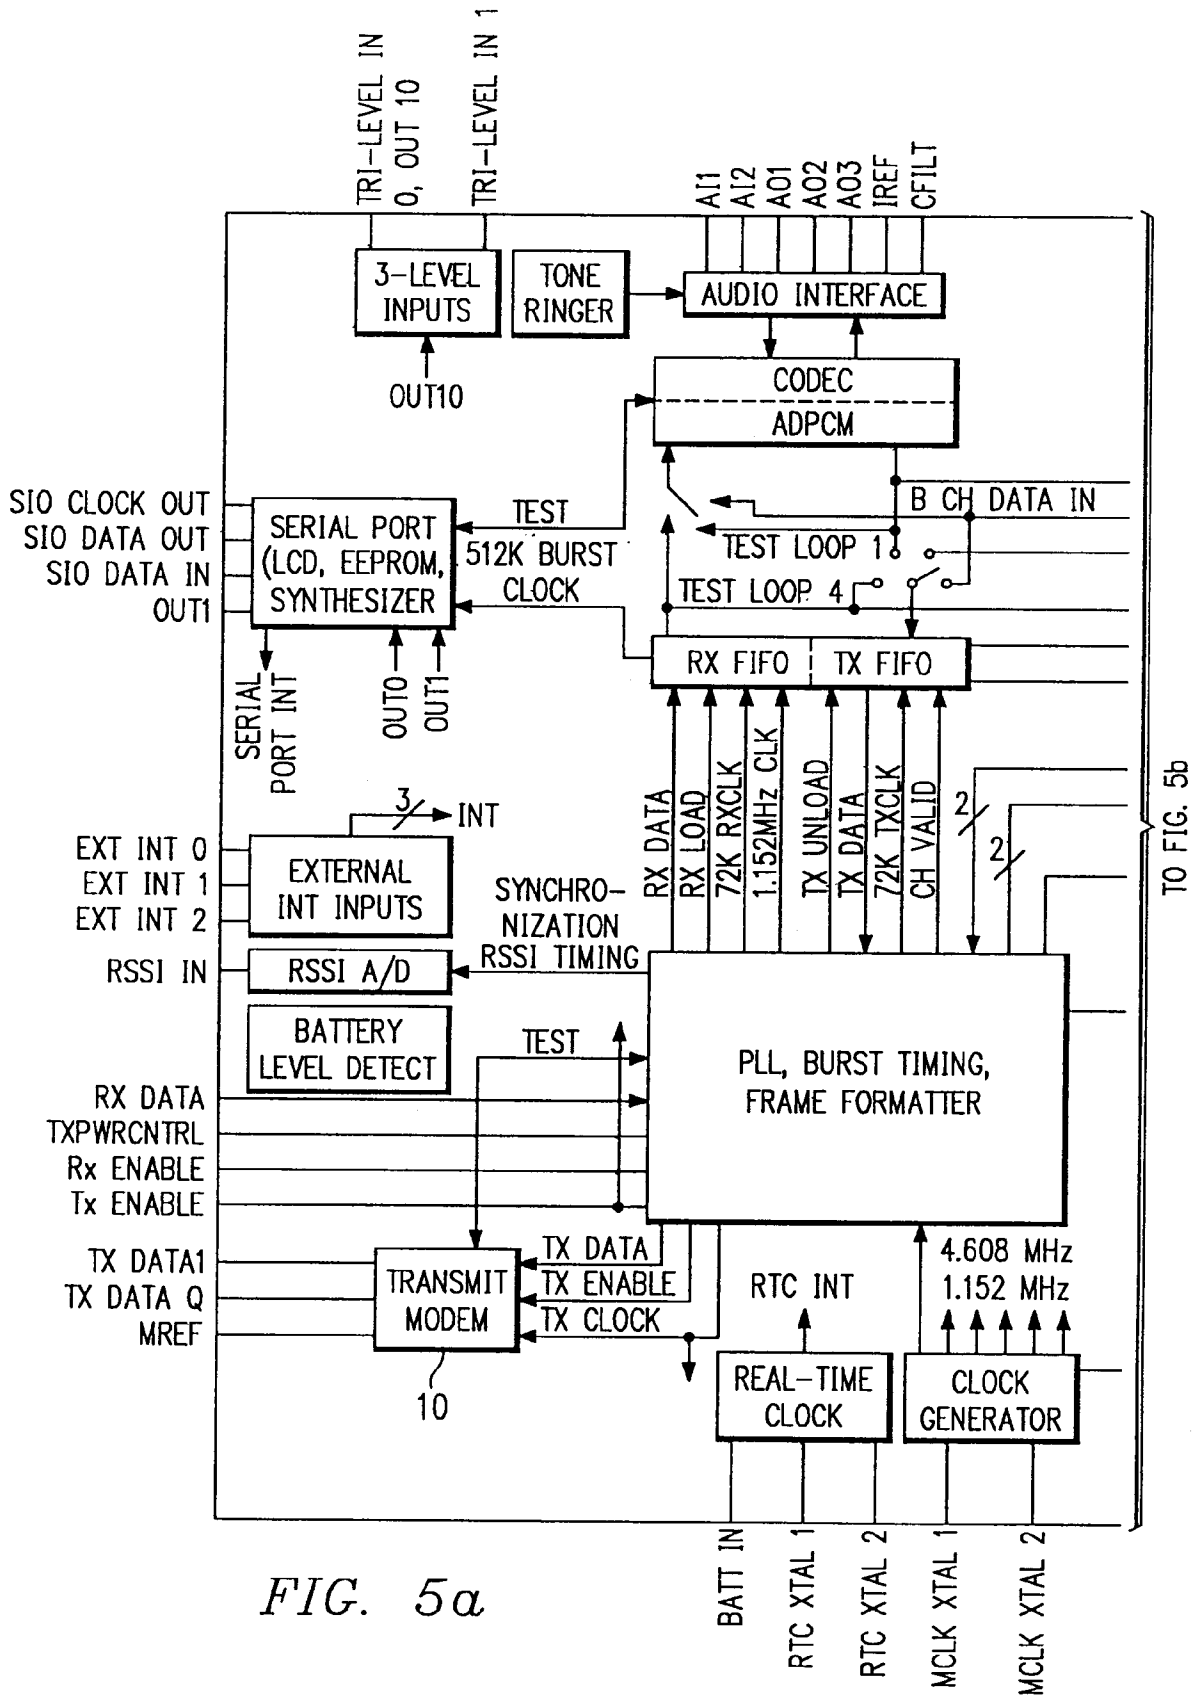 TRI-LEVEL IN
0, OUT 10
TRI-LEVEL IN 1
AI1
AI2
AO1
AO2
AO3
IREF
CFILT
3-LEVEL
INPUTS
TONE
RINGER
AUDIO INTERFACE
OUT10
CODEC
ADPCM
SIO CLOCK OUT
SIO DATA OUT
SIO DATA IN
OUT1
SERIAL PORT
(LCD, EEPROM,
SYNTHESIZER
TEST
512K BURST
CLOCK
B CH DATA IN
TEST LOOP 1
TEST LOOP 4
RX FIFO
TX FIFO
SERIAL
PORT INT
OUT0
OUT1
RX DATA
RX LOAD
72K RXCLK
1.152MHz CLK
TX UNLOAD
TX DATA
72K TXCLK
CH VALID
2
2
TO FIG. 5b
3
INT
EXT INT 0
EXT INT 1
EXT INT 2
EXTERNAL
INT INPUTS
SYNCHRO-
NIZATION
RSSI TIMING
RSSI IN
RSSI A/D
BATTERY
LEVEL DETECT
TEST
PLL, BURST TIMING,
FRAME FORMATTER
RX DATA
TXPWRCNTRL
Rx ENABLE
Tx ENABLE
TX DATA1
TX DATA Q
MREF
TRANSMIT
MODEM
10
TX DATA
TX ENABLE
TX CLOCK
RTC INT
4.608 MHz
1.152 MHz
REAL-TIME
CLOCK
CLOCK
GENERATOR
BATT IN
RTC XTAL 1
RTC XTAL 2
MCLK XTAL 1
MCLK XTAL 2
FIG. 5a